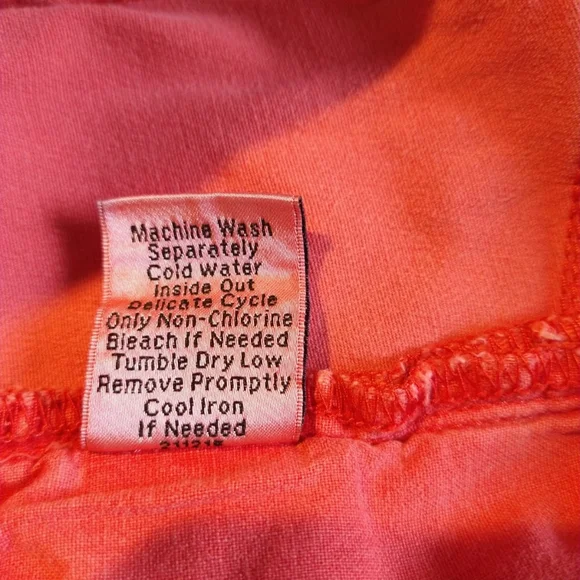 Machine Wash
Separately
Cold Water
Inside Out
Delicate Cycle
Only Non-Chlorine
Bleach If Needed
Tumble Dry Low
Remove Promptly
Cool Iron
If Needed